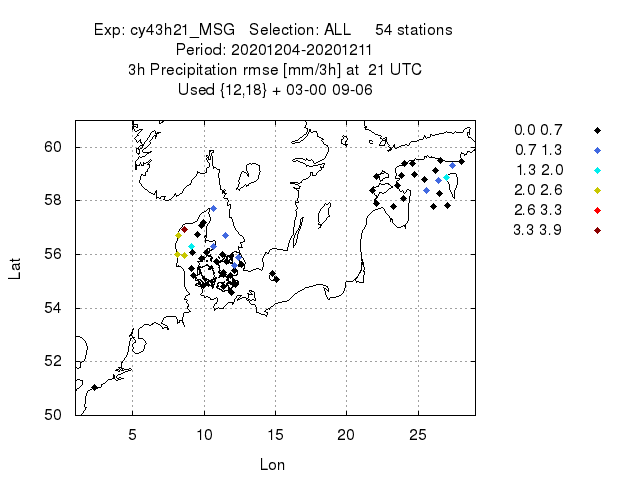 Exp: cy43h21_MSG   Selection: ALL     54 stations
Period: 20201204-20201211
3h Precipitation rmse [mm/3h] at  21 UTC
Used {12,18} + 03-00 09-06
0.0 0.7
0.7 1.3
1.3 2.0
2.0 2.6
2.6 3.3
3.3 3.9
60
58
56
54
52
50
Lat
5 10 15 20 25
Lon